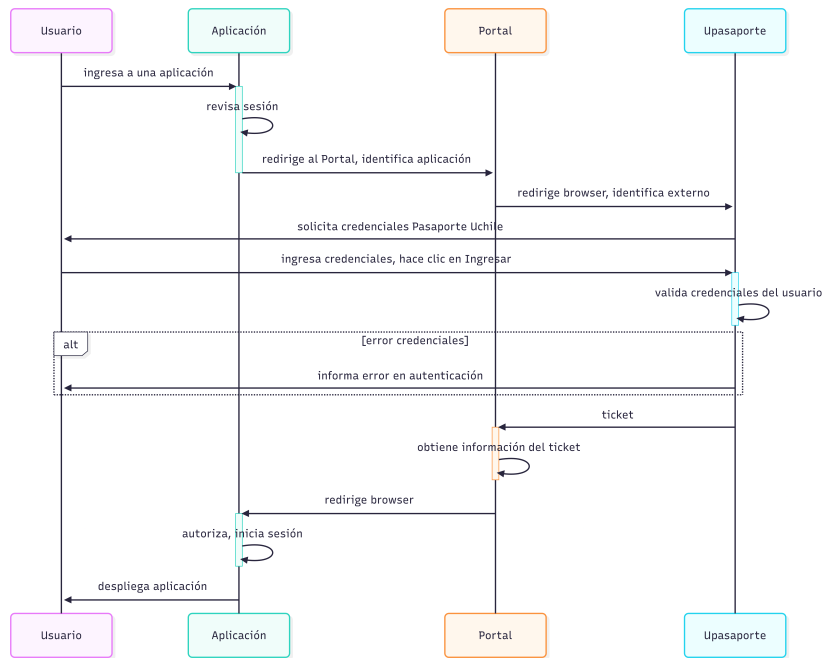 Usuario
Aplicación
Portal
Upasaporte
ingresa a una aplicación
revisa sesión
redirige al Portal, identifica aplicación
redirige browser, identifica externo
solicita credenciales Pasaporte Uchile
ingresa credenciales, hace clic en Ingresar
valida credenciales del usuario
alt
[error credenciales]
informa error en autenticación
ticket
obtiene información del ticket
redirige browser
autoriza, inicia sesión
despliega aplicación
Usuario
Aplicación
Portal
Upasaporte